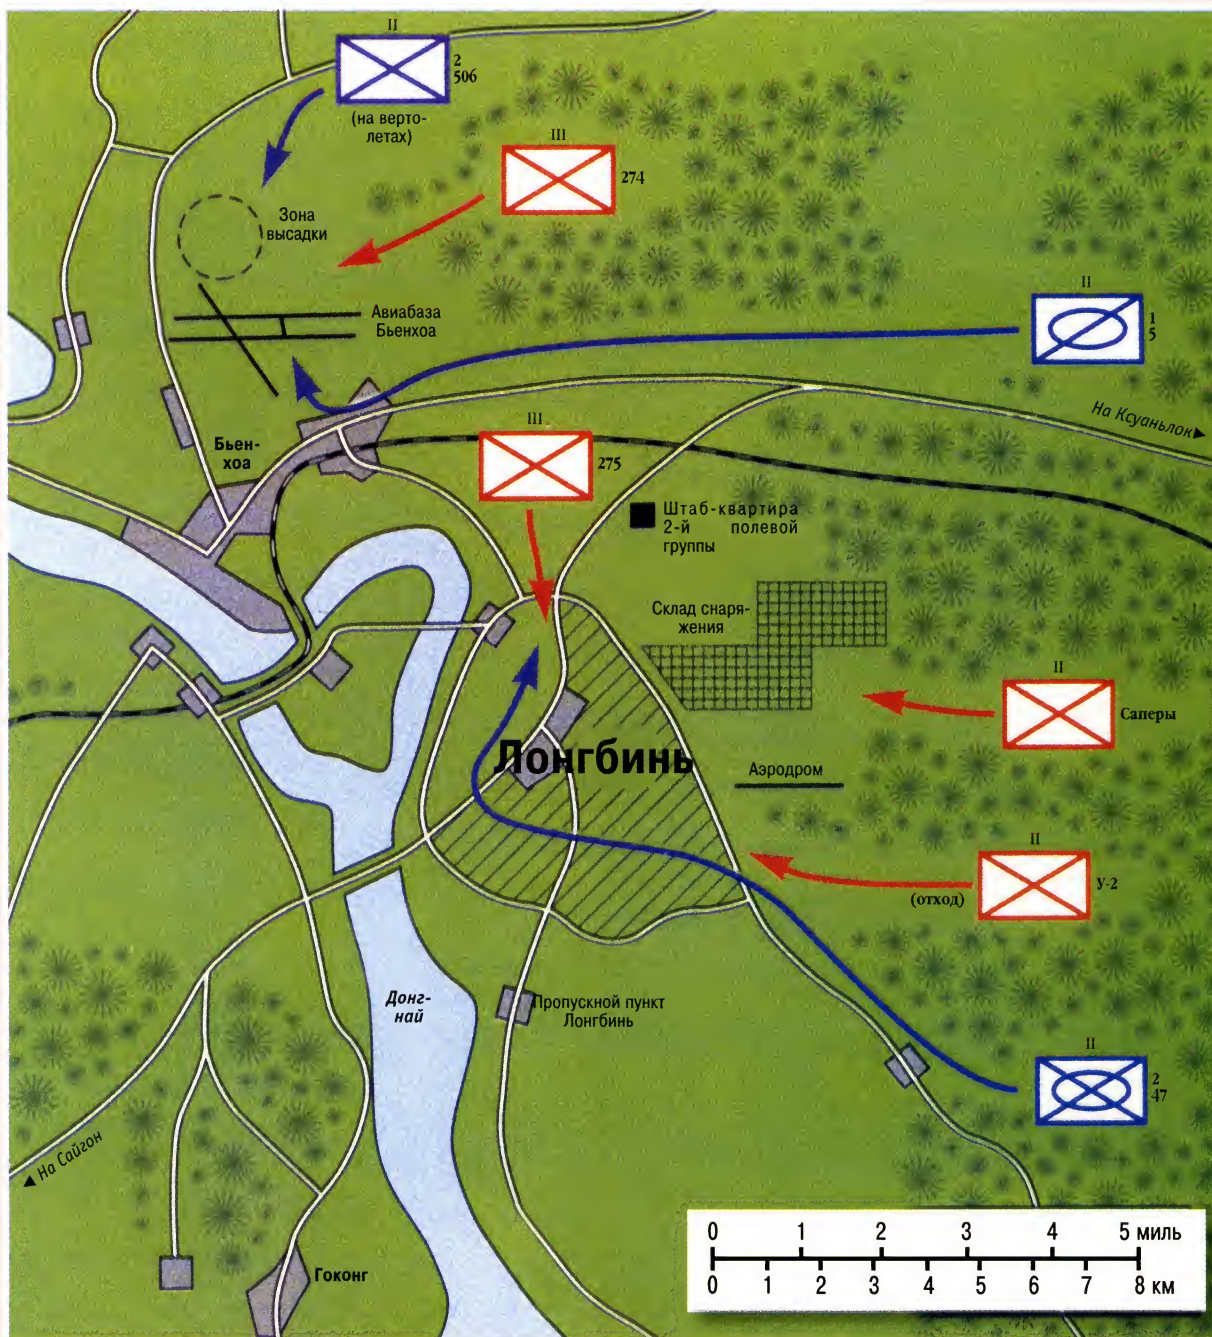 II
2
506
(на верто-
летах)
III
274
Зона
высадки
II
1
5
Авиабаза
Бьенхоа
На Ксуаньлок
III
275
Бьен-
хоа
Штаб-квартира
2-й полевой
группы
Склад снаря-
жения
II
Саперы
Лонгбинь
Аэродром
II
У-2
(отход)
Донг-
най
Пропускной пункт
Лонгбинь
II
2
47
На Сайгон
Гоконг
0 1 2 3 4 5 миль
0 1 2 3 4 5 6 7 8 км